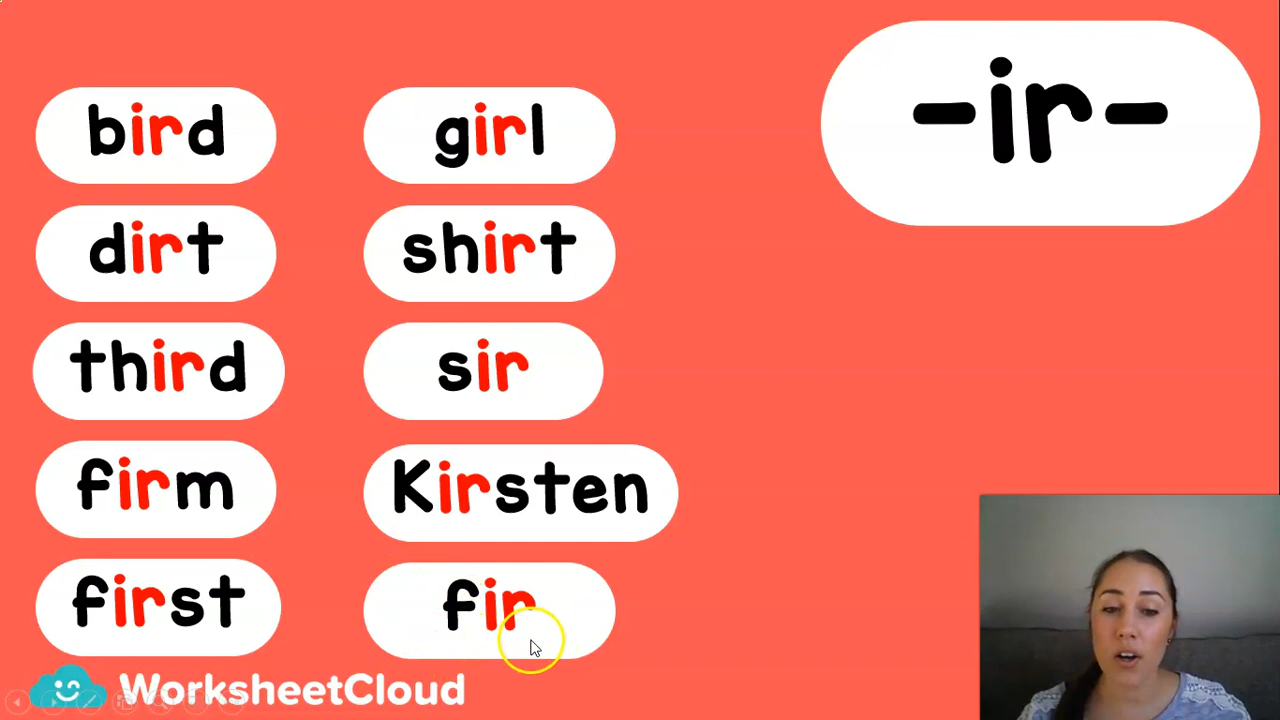 -ir-
bird
dirt
third
firm
first
girl
shirt
sir
Kirsten
fir
WorksheetCloud